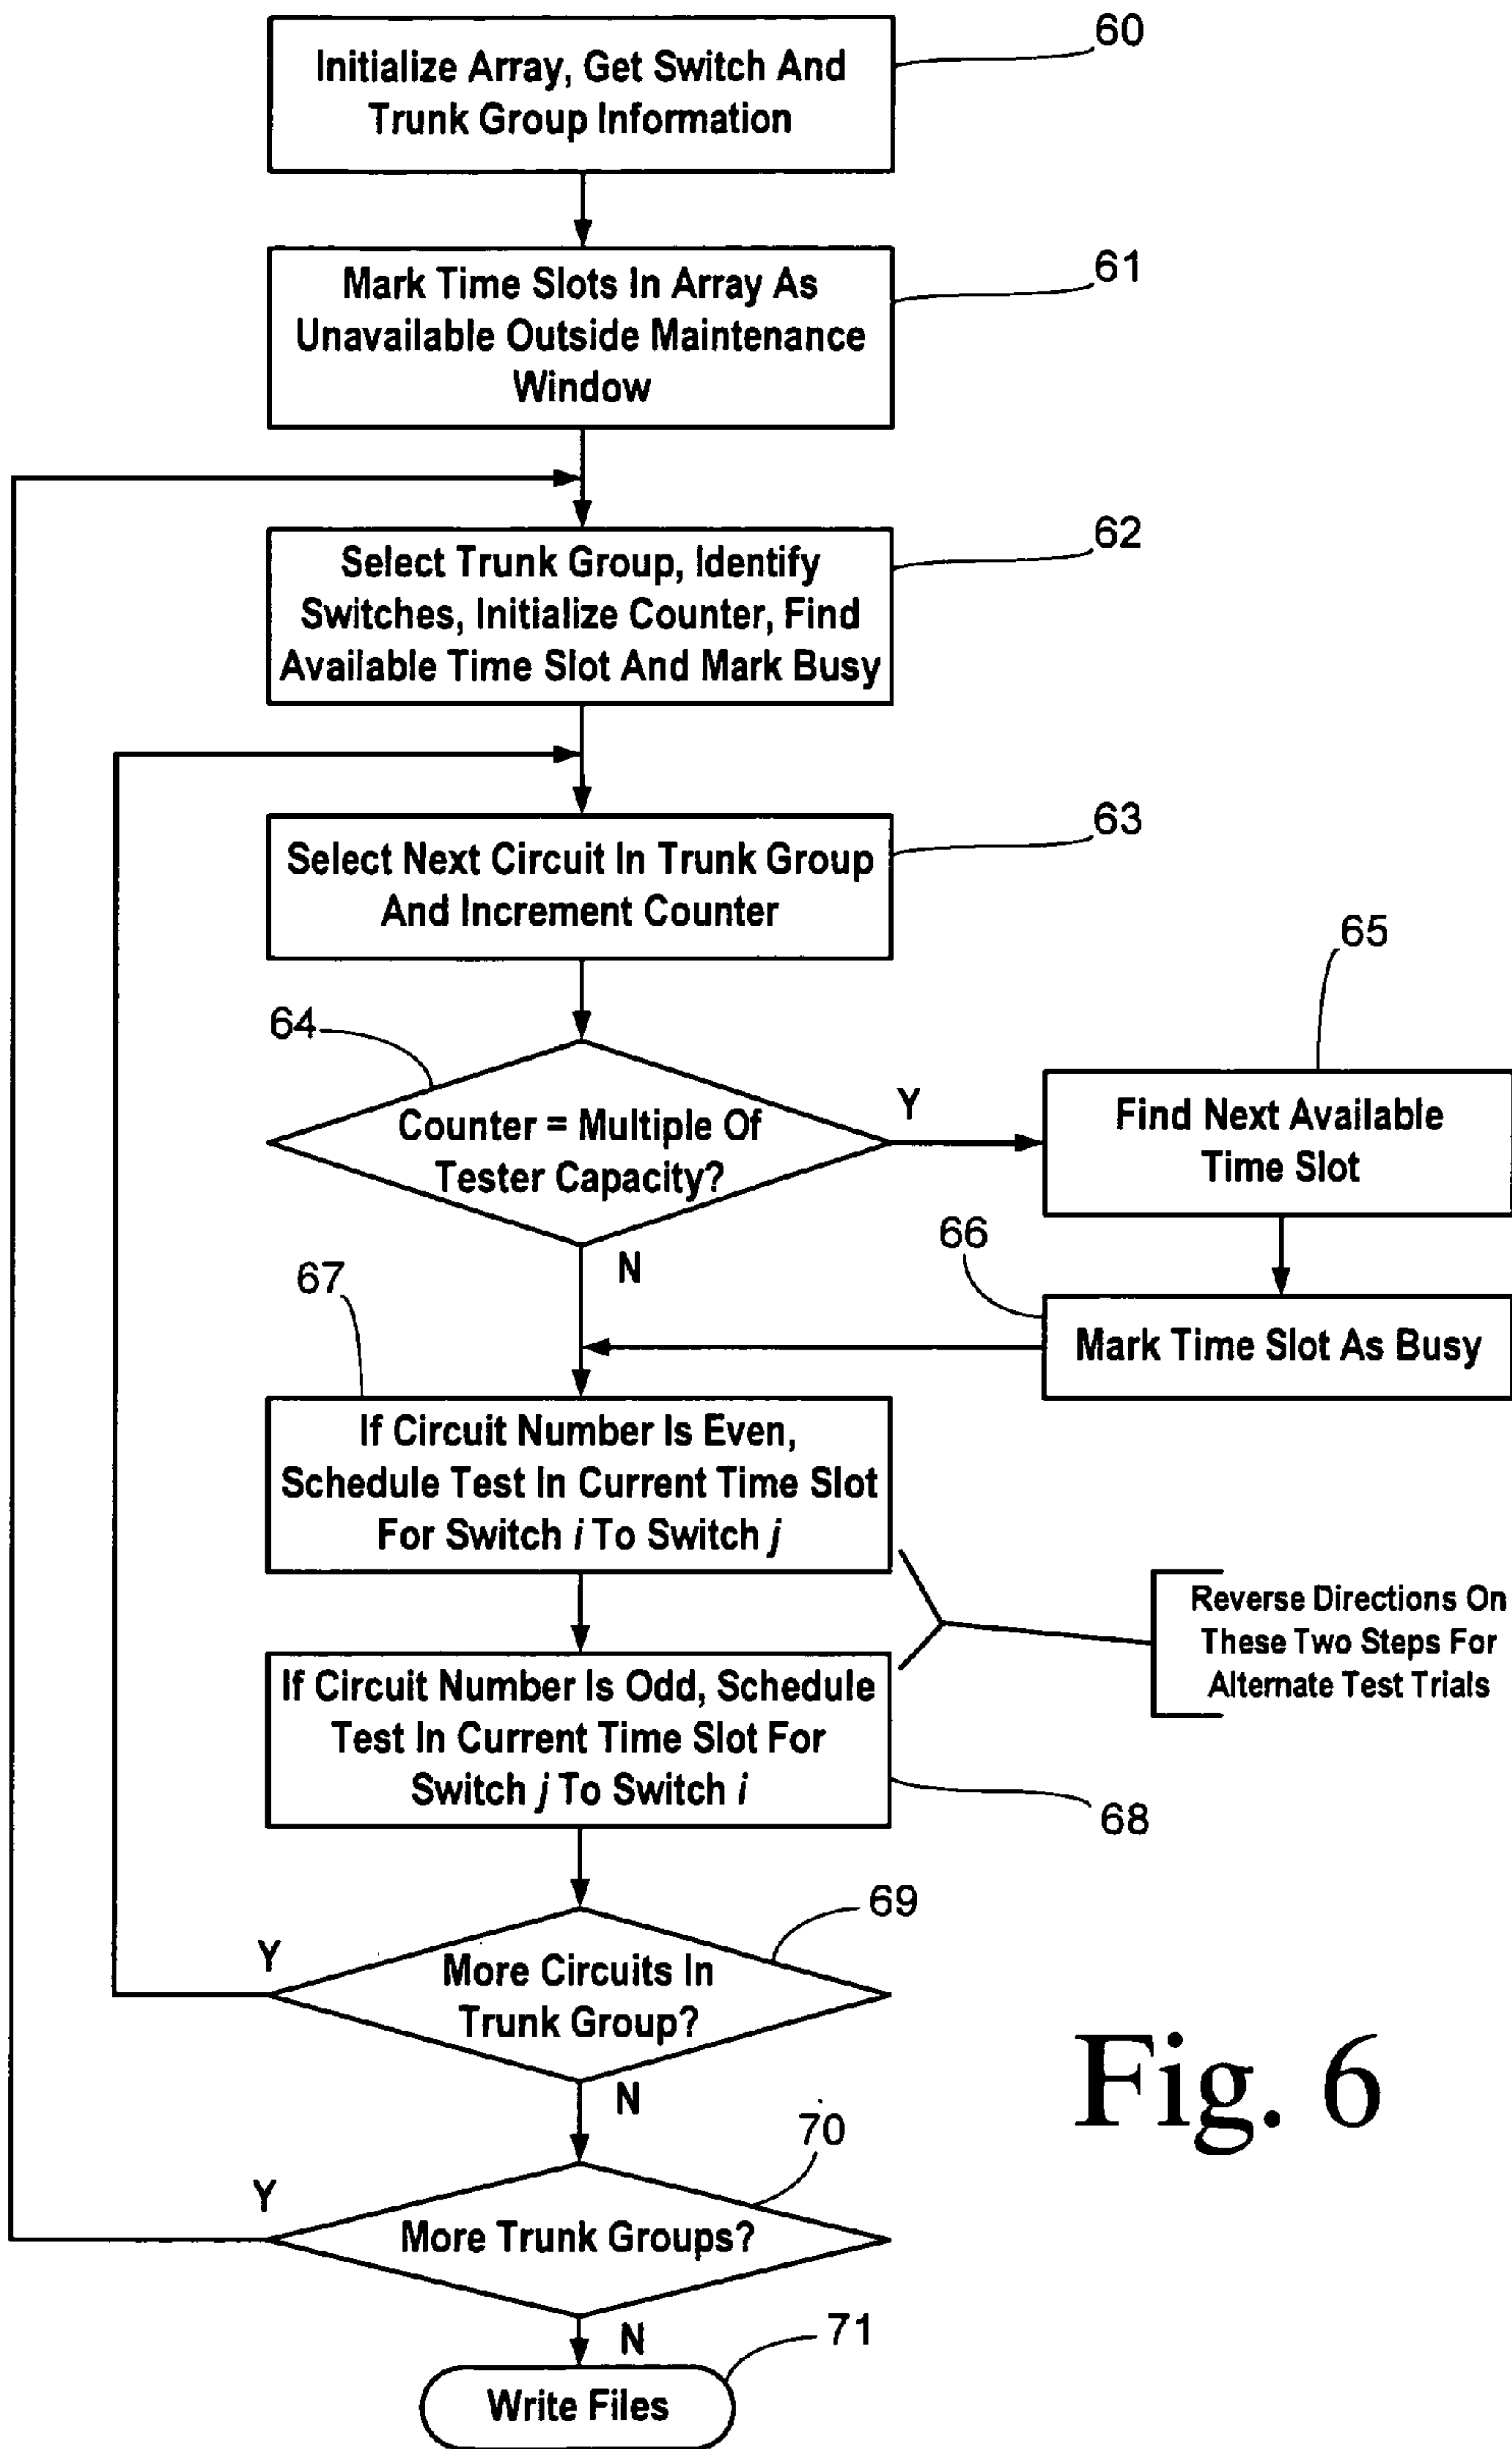 60
Initialize Array, Get Switch And
Trunk Group Information
61
Mark Time Slots In Array As
Unavailable Outside Maintenance
Window
62
Select Trunk Group, Identify
Switches, Initialize Counter, Find
Available Time Slot And Mark Busy
63
Select Next Circuit In Trunk Group
And Increment Counter
64
Counter = Multiple Of
Tester Capacity?
Y
N
65
Find Next Available
Time Slot
66
Mark Time Slot As Busy
67
If Circuit Number Is Even,
Schedule Test In Current Time Slot
For Switch i To Switch j
Reverse Directions On
These Two Steps For
Alternate Test Trials
If Circuit Number Is Odd, Schedule
Test In Current Time Slot For
Switch j To Switch i
68
69
More Circuits In
Trunk Group?
Y
N
70
More Trunk Groups?
Y
N
71
Write Files
Fig. 6